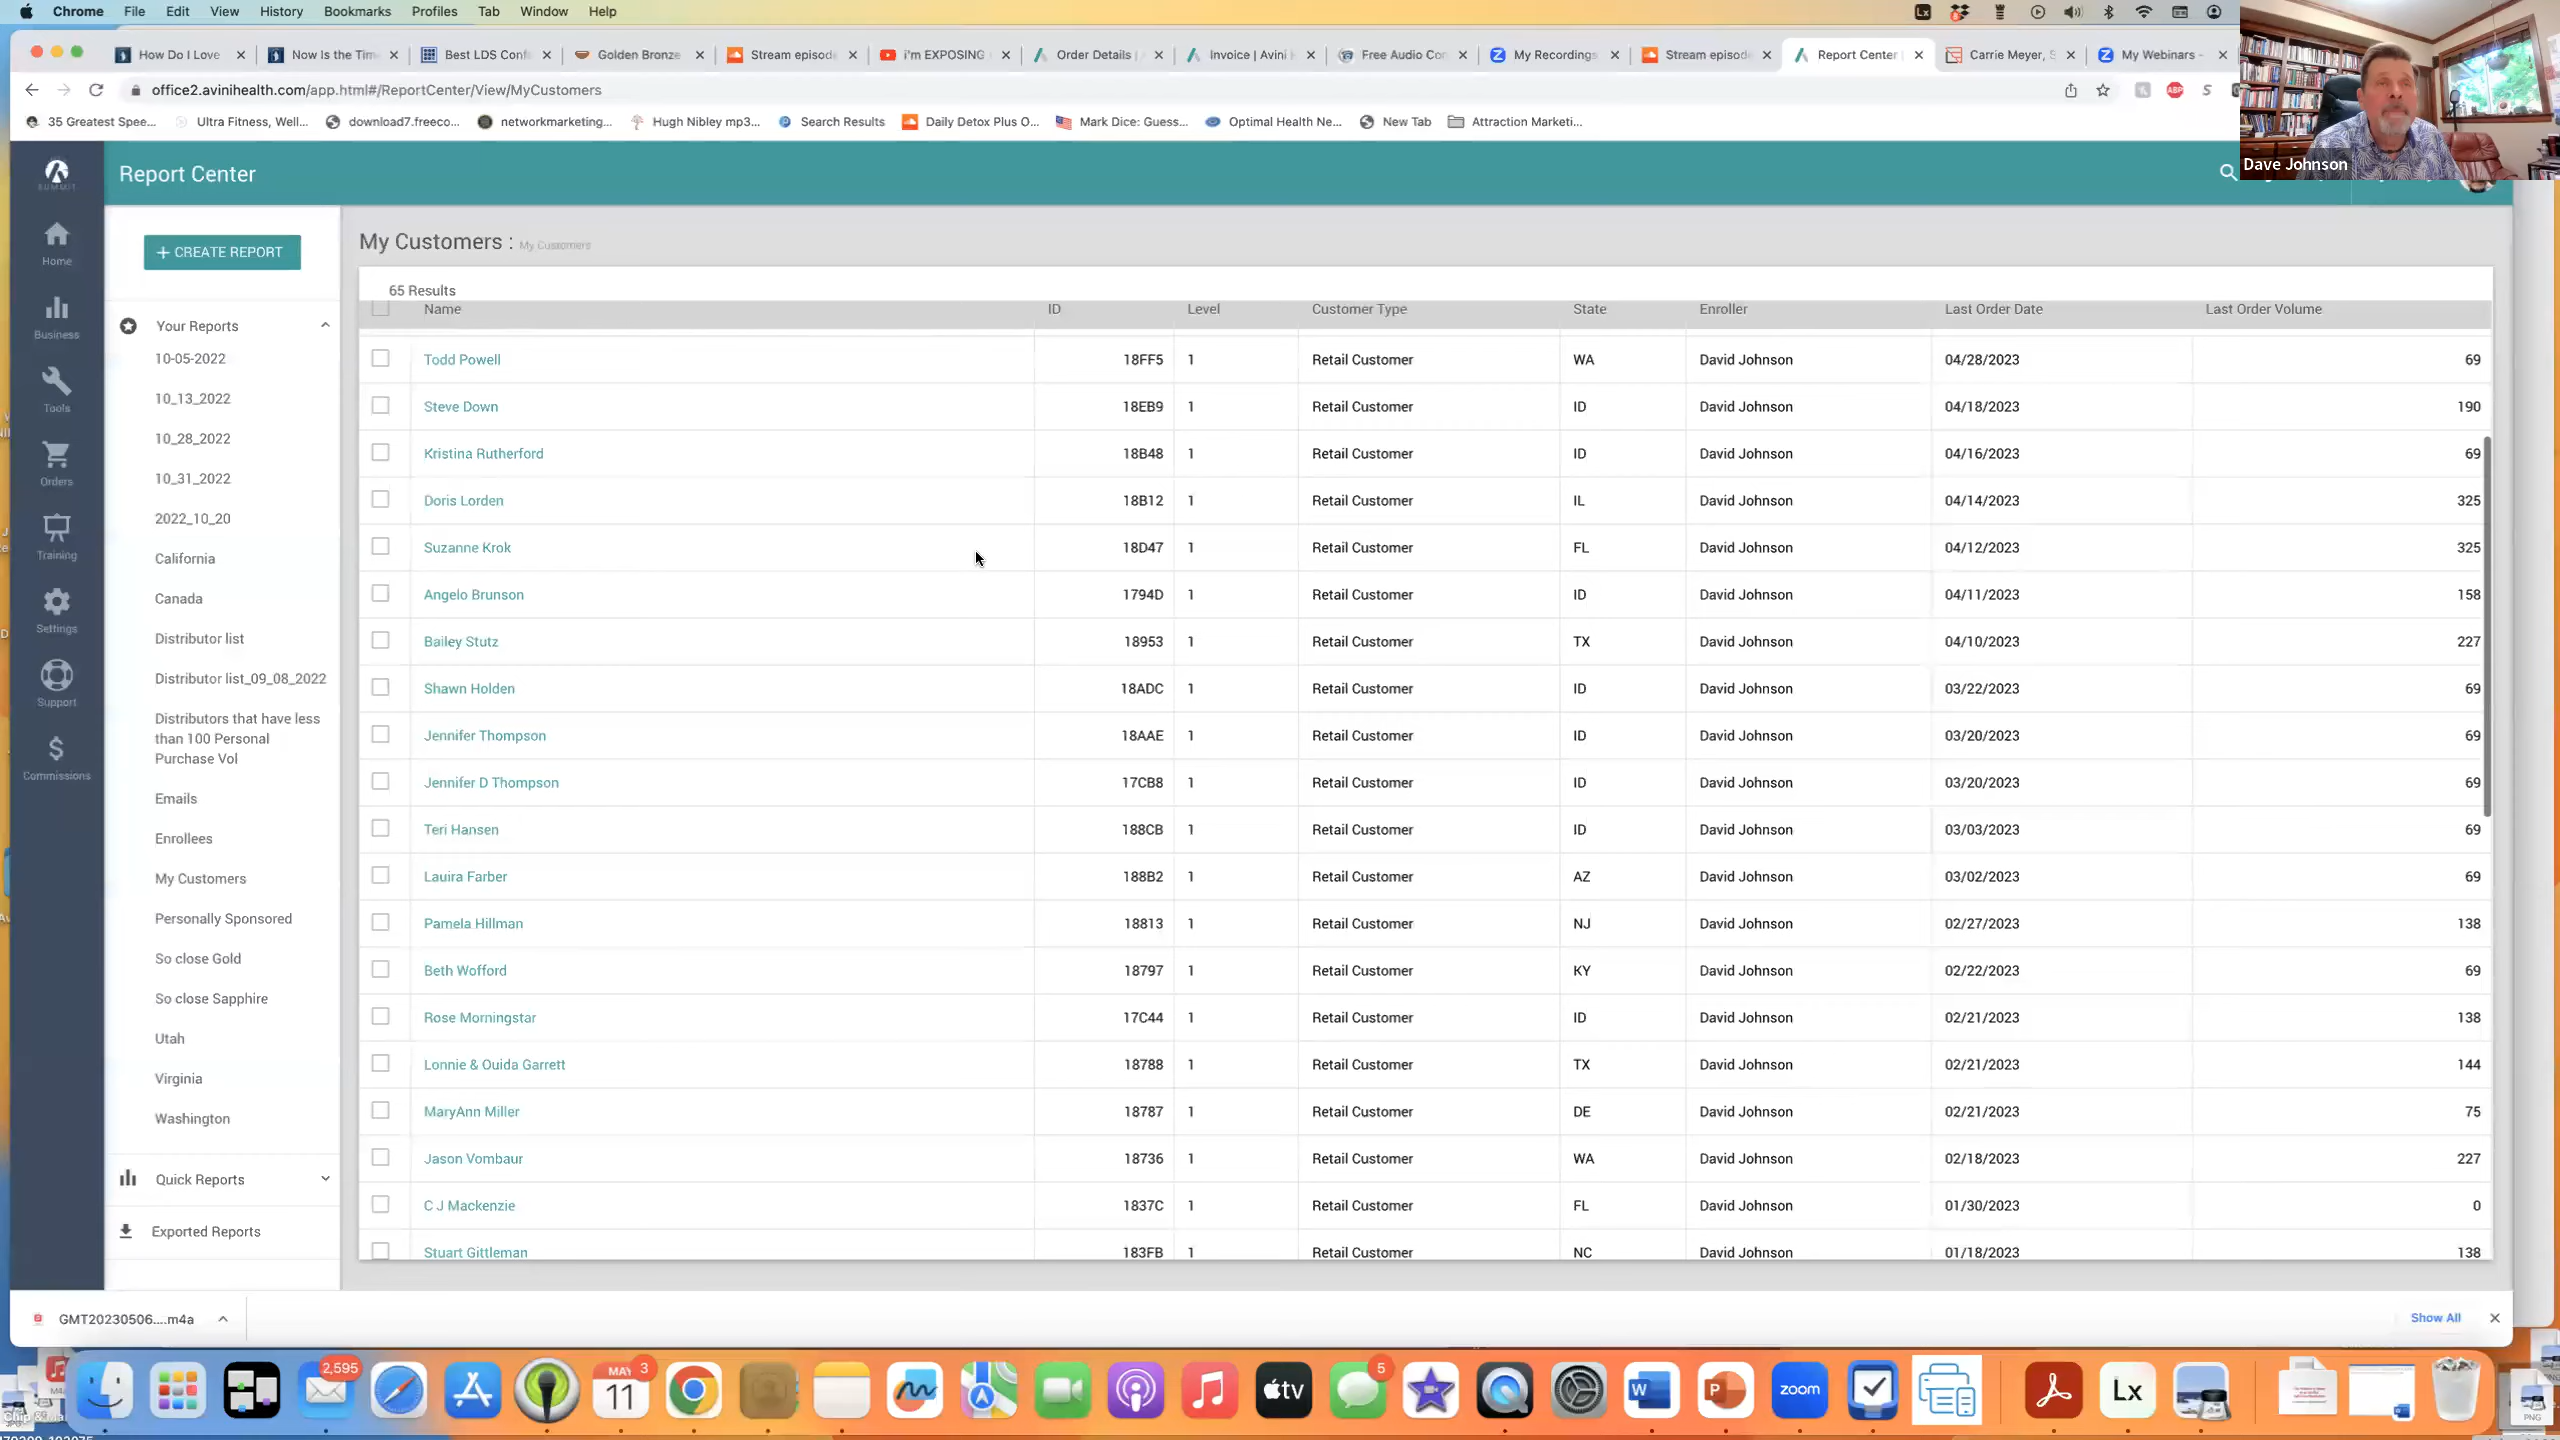 Chrome File Edit View History Bookmarks Profiles Tab Window Help
How Do I Love Now Is the Tim Best LDS Conf Golden Bronze Stream episode i'm EXPOSING Order Details | Invoice | Avini Free Audio Con My Recordings Stream episode Report Center Carrie Meyer, S My Webinars -
office2.avinihealth.com/app.html#/ReportCenter/View/MyCustomers
35 Greatest Spee... Ultra Fitness, Well... download7.freeco... networkmarketing... Hugh Nibley mp3... Search Results Daily Detox Plus O... Mark Dice: Guess... Optimal Health Ne... New Tab Attraction Marketi...
Dave Johnson
SUMMIT
Report Center
Home
Business
Tools
Orders
Training
Settings
Support
Commissions
+ CREATE REPORT
Your Reports
10-05-2022
10_13_2022
10_28_2022
10_31_2022
2022_10_20
California
Canada
Distributor list
Distributor list_09_08_2022
Distributors that have less
than 100 Personal
Purchase Vol
Emails
Enrollees
My Customers
Personally Sponsored
So close Gold
So close Sapphire
Utah
Virginia
Washington
Quick Reports
Exported Reports
My Customers : My Customers
65 Results
Name ID Level Customer Type State Enroller Last Order Date Last Order Volume
Todd Powell 18FF5 1 Retail Customer WA David Johnson 04/28/2023 69
Steve Down 18EB9 1 Retail Customer ID David Johnson 04/18/2023 190
Kristina Rutherford 18B48 1 Retail Customer ID David Johnson 04/16/2023 69
Doris Lorden 18B12 1 Retail Customer IL David Johnson 04/14/2023 325
Suzanne Krok 18D47 1 Retail Customer FL David Johnson 04/12/2023 325
Angelo Brunson 1794D 1 Retail Customer ID David Johnson 04/11/2023 158
Bailey Stutz 18953 1 Retail Customer TX David Johnson 04/10/2023 227
Shawn Holden 18ADC 1 Retail Customer ID David Johnson 03/22/2023 69
Jennifer Thompson 18AAE 1 Retail Customer ID David Johnson 03/20/2023 69
Jennifer D Thompson 17CB8 1 Retail Customer ID David Johnson 03/20/2023 69
Teri Hansen 188CB 1 Retail Customer ID David Johnson 03/03/2023 69
Lauira Farber 188B2 1 Retail Customer AZ David Johnson 03/02/2023 69
Pamela Hillman 18813 1 Retail Customer NJ David Johnson 02/27/2023 138
Beth Wofford 18797 1 Retail Customer KY David Johnson 02/22/2023 69
Rose Morningstar 17C44 1 Retail Customer ID David Johnson 02/21/2023 138
Lonnie & Ouida Garrett 18788 1 Retail Customer TX David Johnson 02/21/2023 144
MaryAnn Miller 18787 1 Retail Customer DE David Johnson 02/21/2023 75
Jason Vombaur 18736 1 Retail Customer WA David Johnson 02/18/2023 227
C J Mackenzie 1837C 1 Retail Customer FL David Johnson 01/30/2023 0
Stuart Gittleman 183FB 1 Retail Customer NC David Johnson 01/18/2023 138
GMT20230506....m4a
Show All
2,595
MAY 3
11
tv
5
W
P
zoom
Lx
PNG